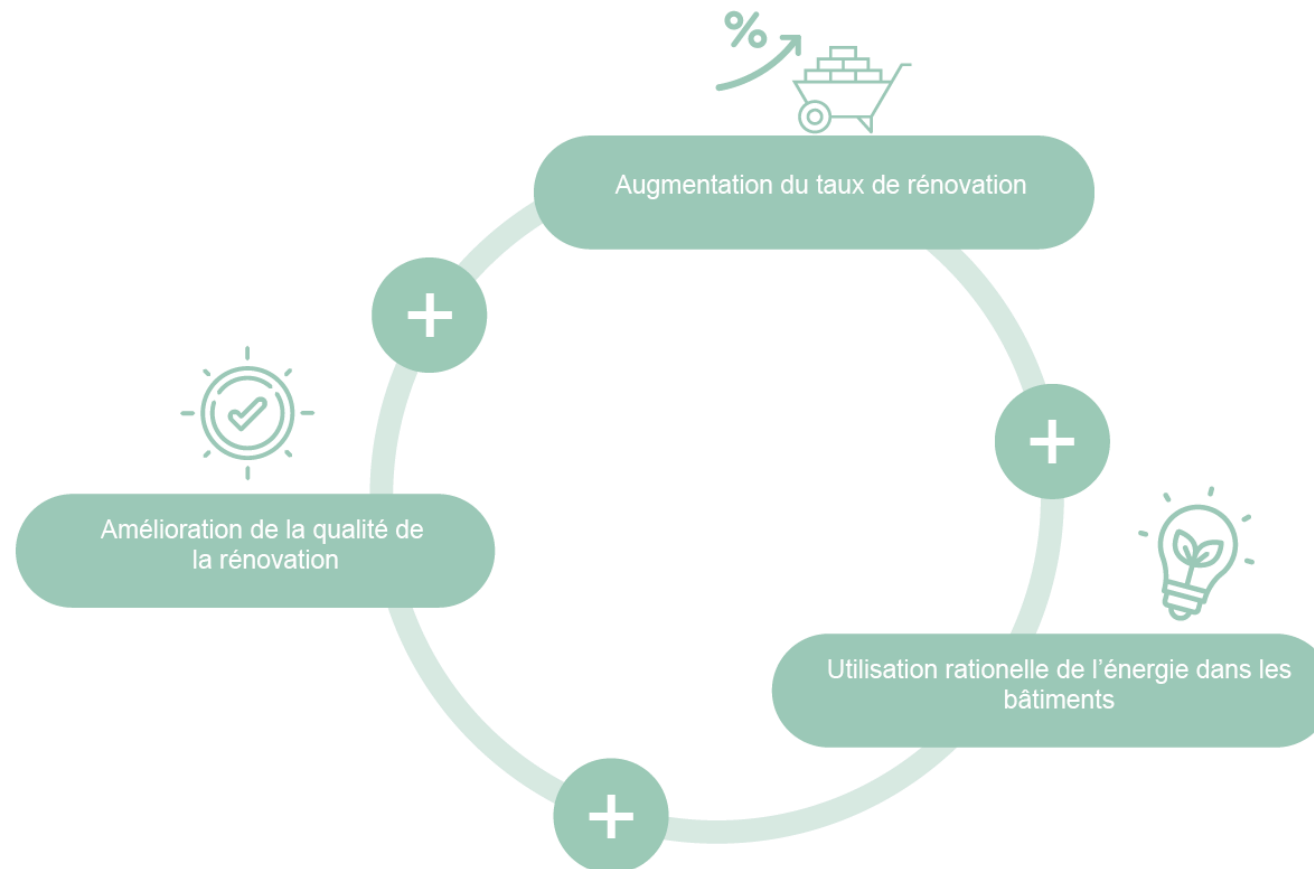 %
Augmentation du taux de rénovation
+
+
Amélioration de la qualité de
la rénovation
Utilisation rationelle de l’énergie dans les
bâtiments
+